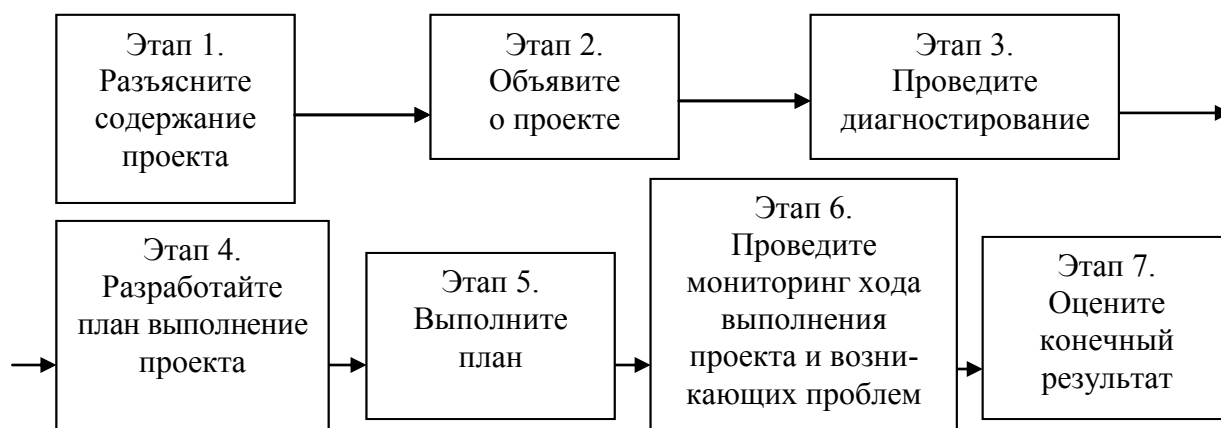 Этап 1.
Разъясните
содержание
проекта
Этап 2.
Объявите
о проекте
Этап 3.
Проведите
диагностирование
Этап 4.
Разработайте
план выполнение
проекта
Этап 5.
Выполните
план
Этап 6.
Проведите
мониторинг хода
выполнения
проекта и возни-
кающих проблем
Этап 7.
Оцените
конечный
результат